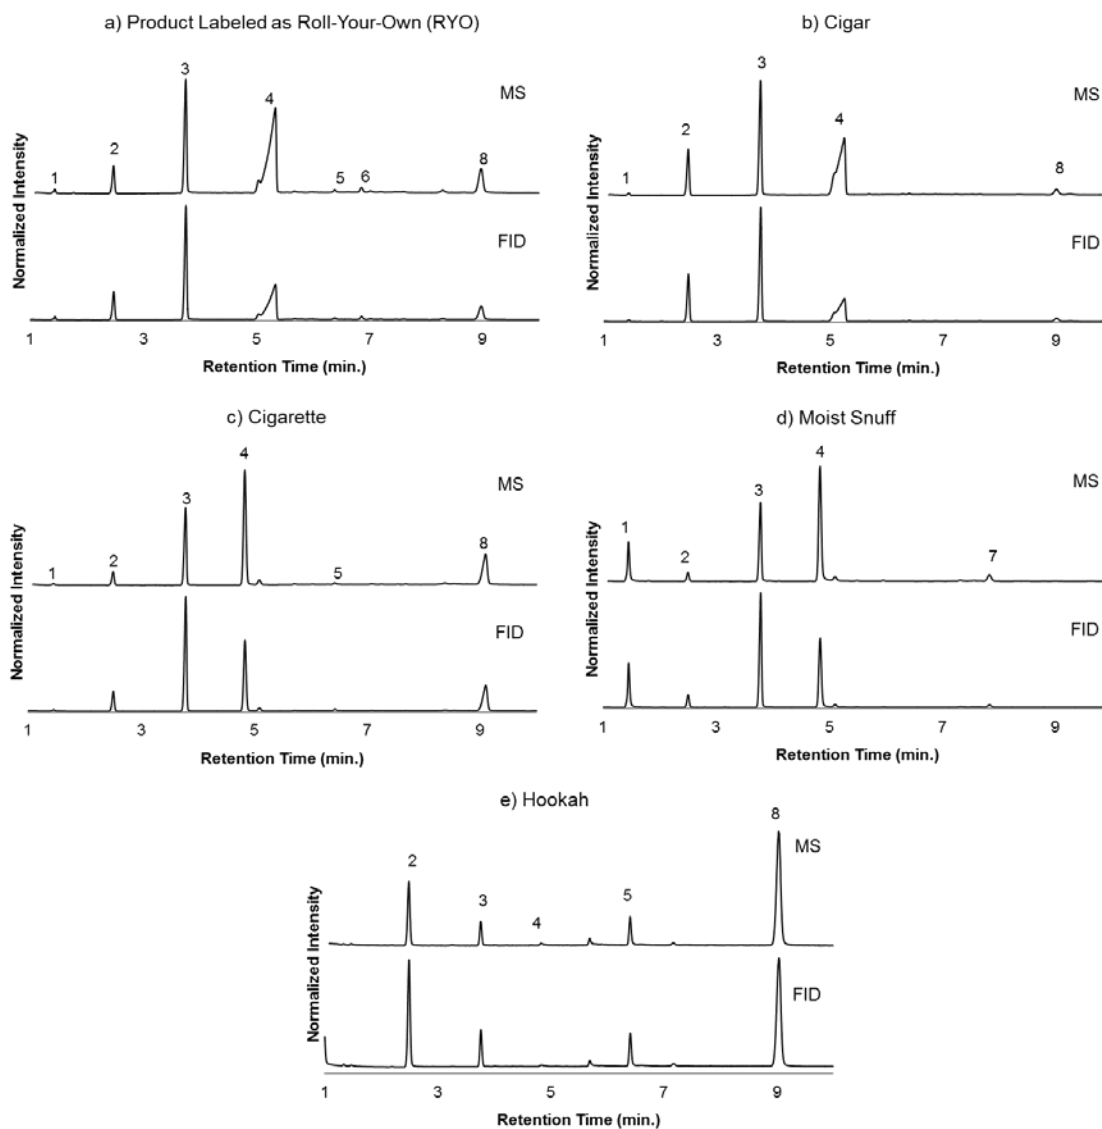 a) Product Labeled as Roll-Your-Own (RYO)
Normalized Intensity
MS
FID
1 2 3 4 5 6 8
1 3 5 7 9
Retention Time (min.)
b) Cigar
Normalized Intensity
MS
FID
1 2 3 4 8
1 3 5 7 9
Retention Time (min.)
c) Cigarette
Normalized Intensity
MS
FID
1 2 3 4 5 8
1 3 5 7 9
Retention Time (min.)
d) Moist Snuff
Normalized Intensity
MS
FID
1 2 3 4 7
1 3 5 7 9
Retention Time (min.)
e) Hookah
Normalized Intensity
MS
FID
2 3 4 5 8
1 3 5 7 9
Retention Time (min.)